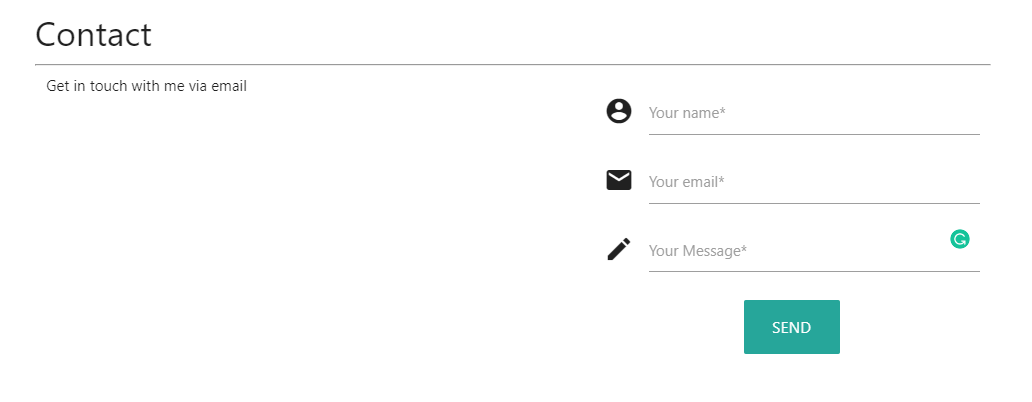 Contact
Get in touch with me via email
Your name*
Your email*
Your Message*
SEND